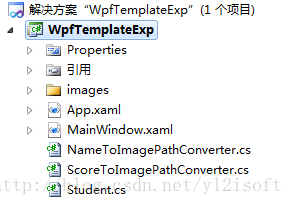 解决方案“WpfTemplateExp”(1 个项目)
WpfTemplateExp
Properties
引用
images
App.xaml
MainWindow.xaml
NameToImagePathConverter.cs
ScoreToImagePathConverter.cs
http://blog.csdn.net/yl2isoft
Student.cs